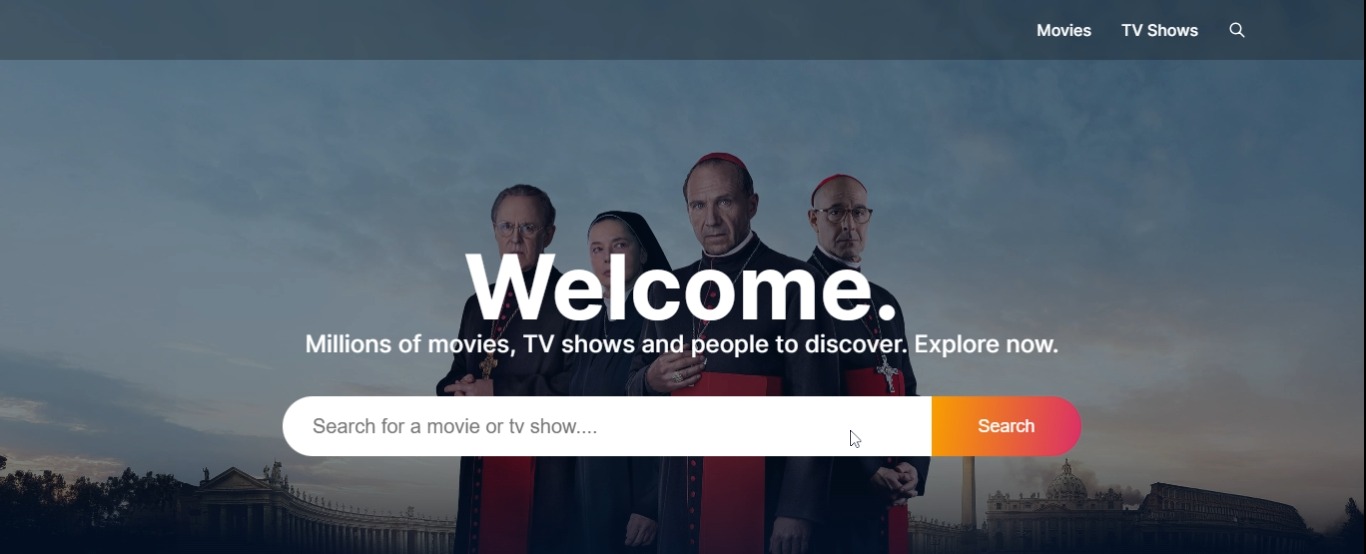 Movies TV Shows
Welcome.
Millions of movies, TV shows and people to discover. Explore now.
Search for a movie or tv show.... Search